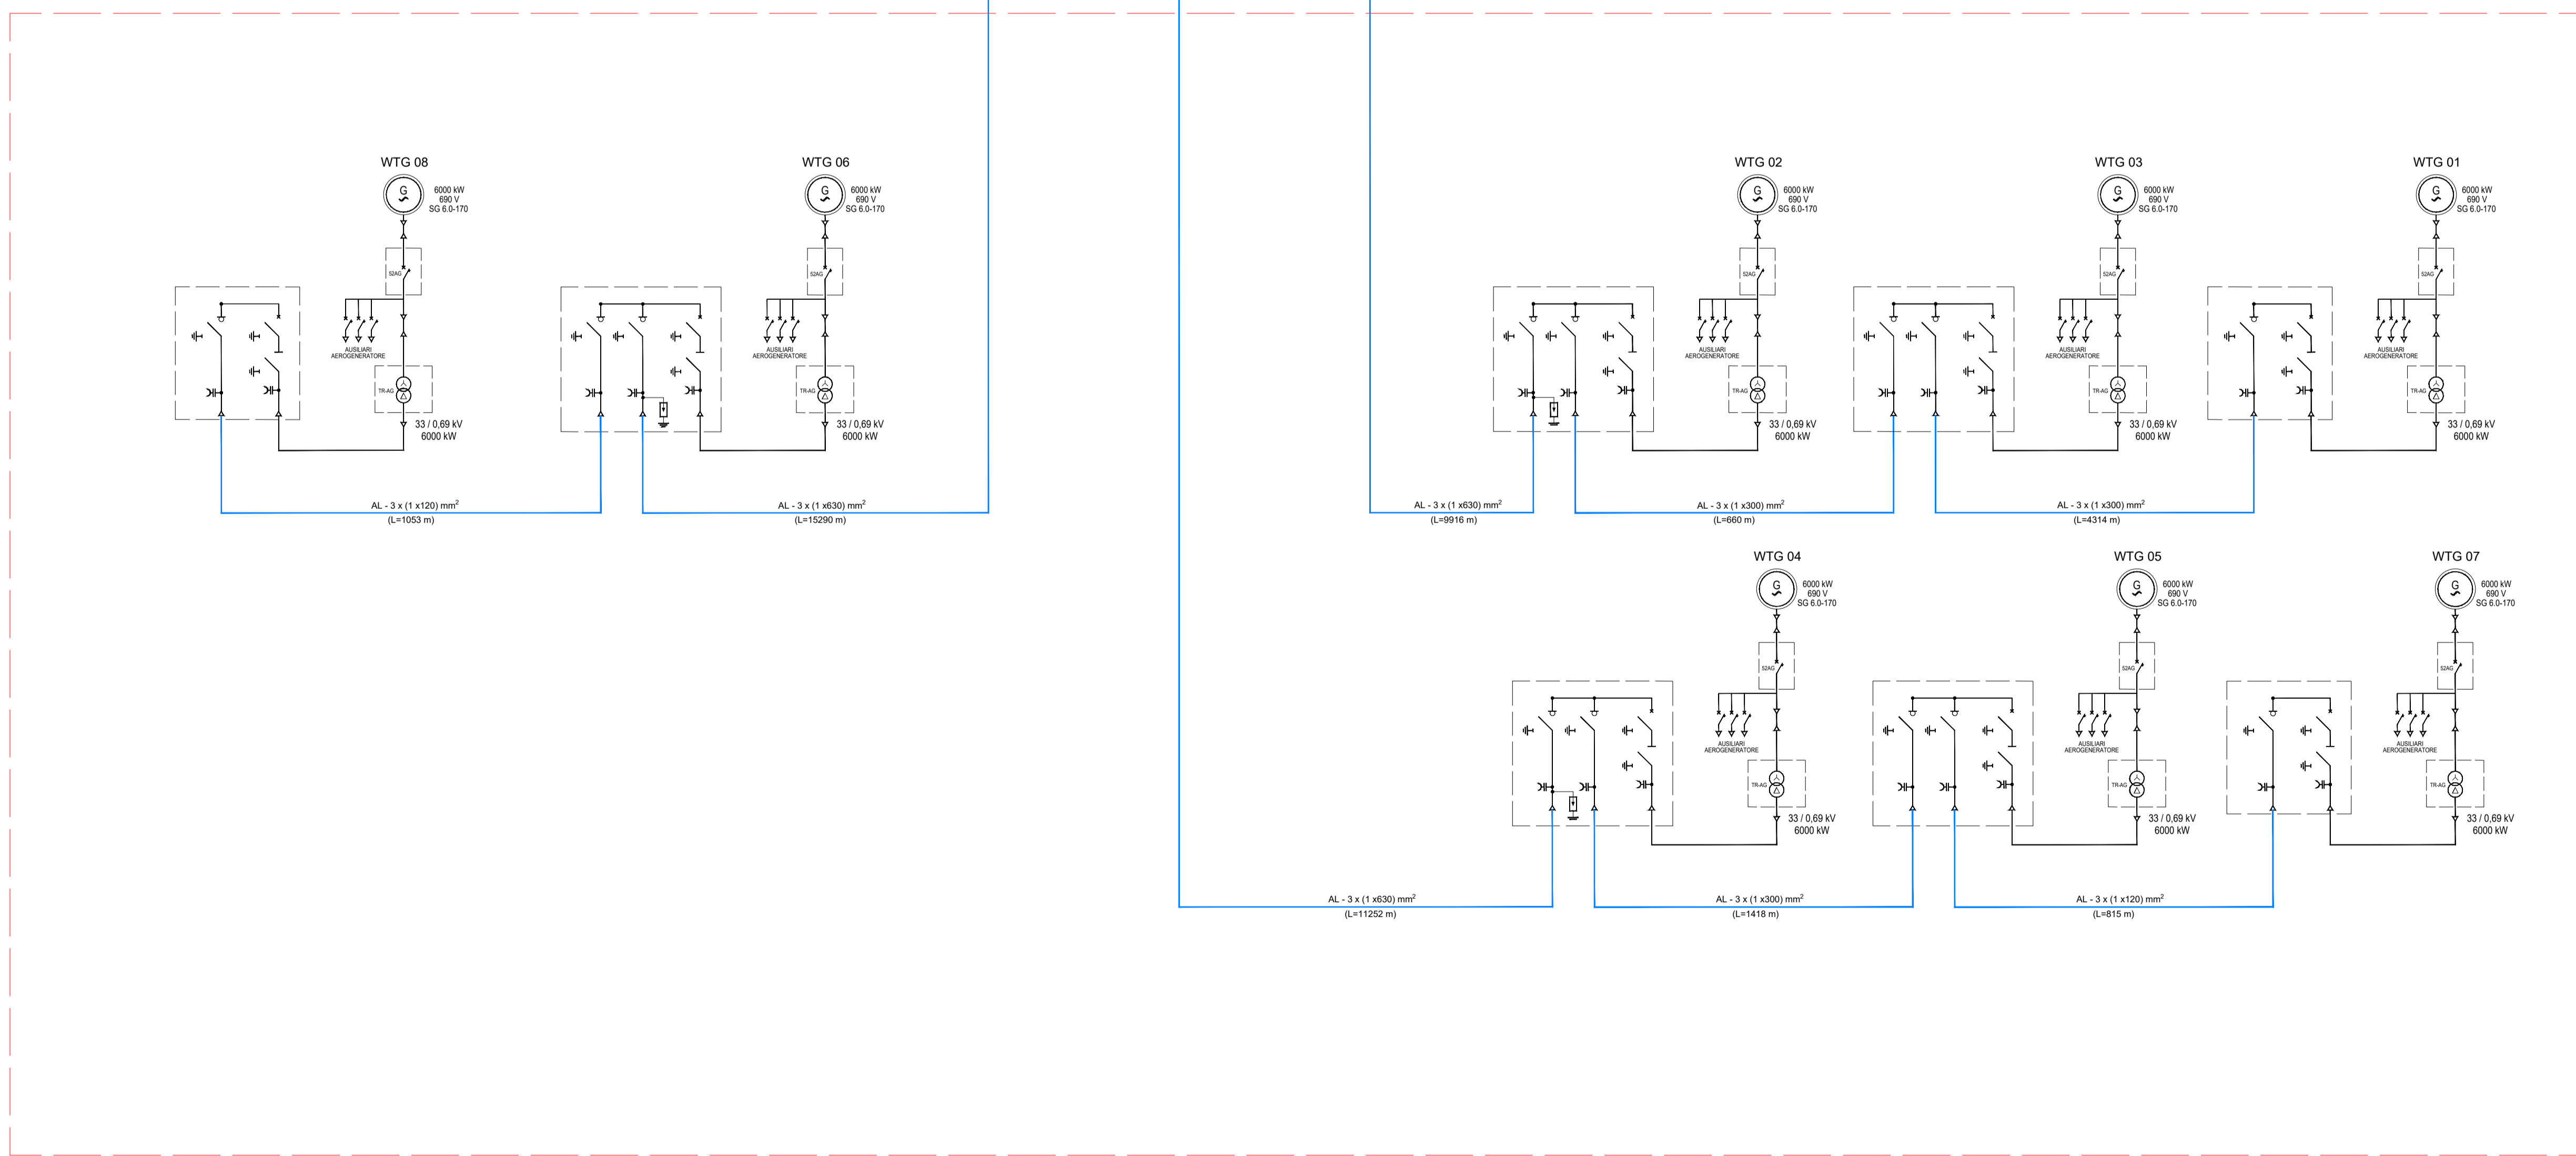 WTG 08
G
6000 kW
690 V
SG 6.0-170
52AG
AUSILIARI
AEROGENERATORE
TR-AG
33 / 0,69 kV
6000 kW
WTG 06
G
6000 kW
690 V
SG 6.0-170
52AG
AUSILIARI
AEROGENERATORE
TR-AG
33 / 0,69 kV
6000 kW
AL - 3 x (1 x120) mm²
(L=1053 m)
AL - 3 x (1 x630) mm²
(L=15290 m)
WTG 02
G
6000 kW
690 V
SG 6.0-170
52AG
AUSILIARI
AEROGENERATORE
TR-AG
33 / 0,69 kV
6000 kW
WTG 03
G
6000 kW
690 V
SG 6.0-170
52AG
AUSILIARI
AEROGENERATORE
TR-AG
33 / 0,69 kV
6000 kW
WTG 01
G
6000 kW
690 V
SG 6.0-170
52AG
AUSILIARI
AEROGENERATORE
TR-AG
33 / 0,69 kV
6000 kW
AL - 3 x (1 x630) mm²
(L=9916 m)
AL - 3 x (1 x300) mm²
(L=660 m)
AL - 3 x (1 x300) mm²
(L=4314 m)
WTG 04
G
6000 kW
690 V
SG 6.0-170
52AG
AUSILIARI
AEROGENERATORE
TR-AG
33 / 0,69 kV
6000 kW
WTG 05
G
6000 kW
690 V
SG 6.0-170
52AG
AUSILIARI
AEROGENERATORE
TR-AG
33 / 0,69 kV
6000 kW
WTG 07
G
6000 kW
690 V
SG 6.0-170
52AG
AUSILIARI
AEROGENERATORE
TR-AG
33 / 0,69 kV
6000 kW
AL - 3 x (1 x630) mm²
(L=11252 m)
AL - 3 x (1 x300) mm²
(L=1418 m)
AL - 3 x (1 x120) mm²
(L=815 m)